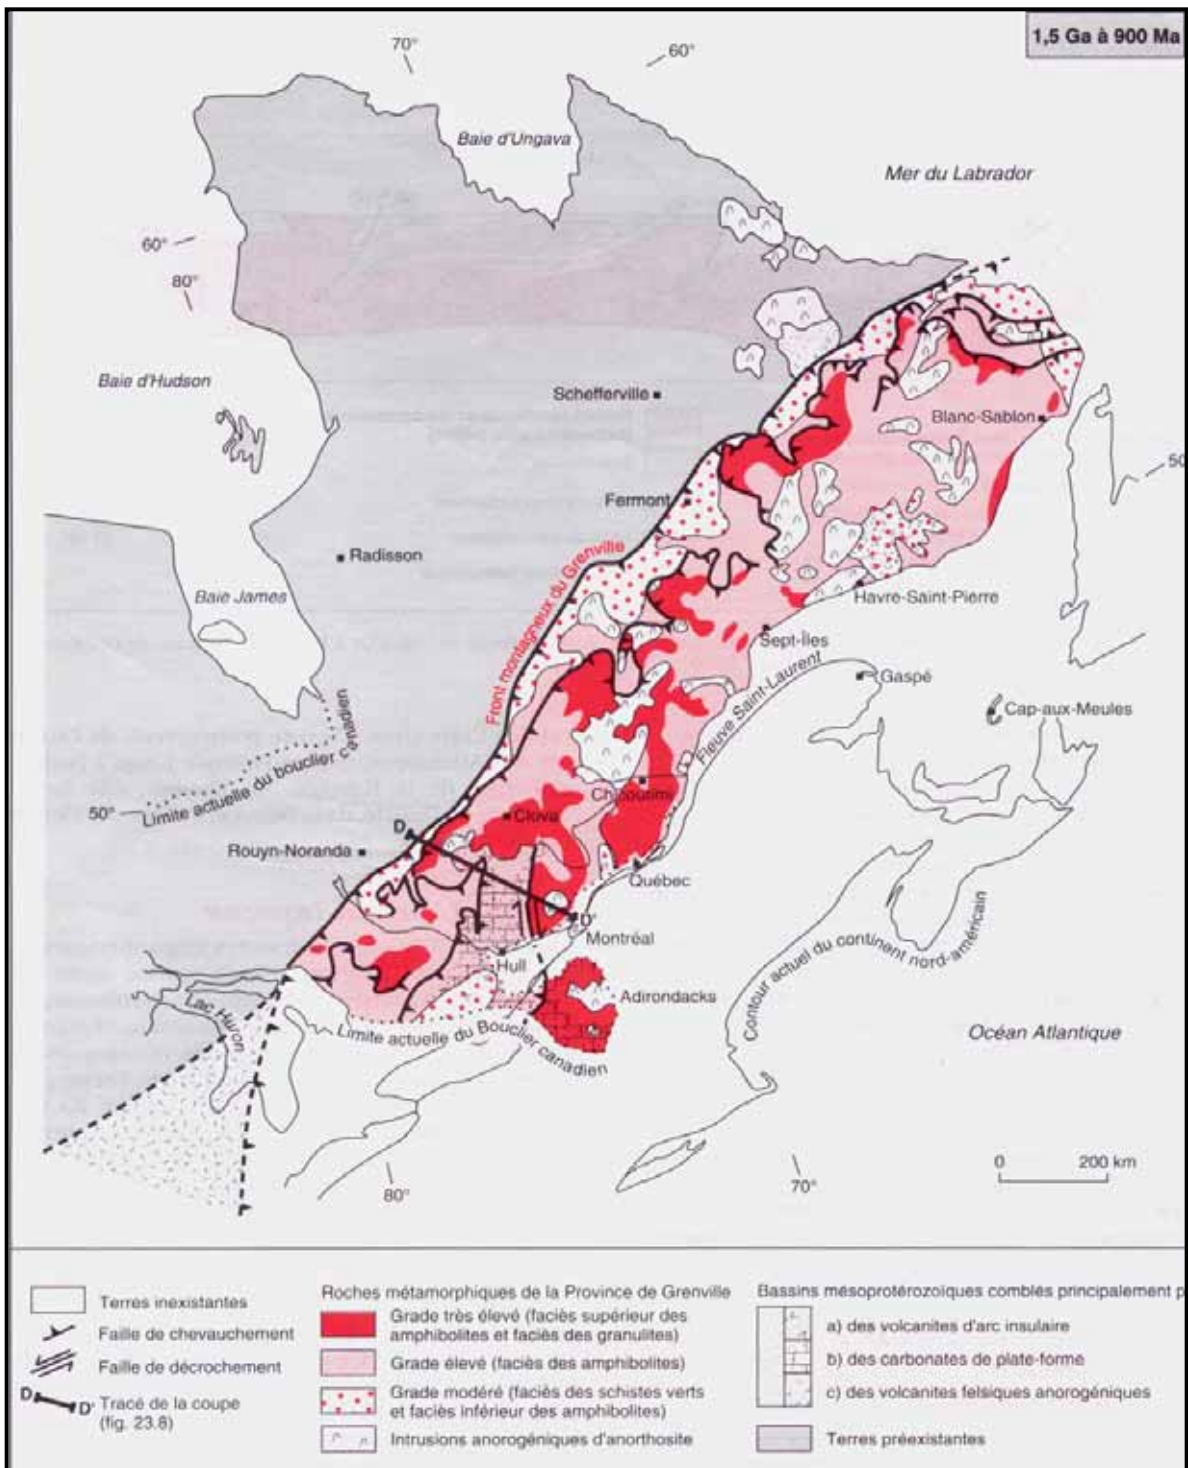 1,5 Ga à 900 Ma
70°
60°
Baie d'Ungava
Mer du Labrador
60°
80°
Baie d'Hudson
Schefferville
Blanc-Sablon
50
Fermont
Radisson
Front montagneux du Grenville
Baie James
Havre-Saint-Pierre
Sept-Îles
Gaspé
Fleuve Saint-Laurent
Cap-aux-Meules
Limite actuelle du bouclier canadien
50°
Chicoutimi
Clova
D
Rouyn-Noranda
Québec
D'
Montréal
Hull
Contour actuel du continent nord-américain
Adirondacks
Lac Huron
Limite actuelle du Bouclier canadien
Océan Atlantique
0 200 km
80°
70°
Terres inexistantes
Faille de chevauchement
Faille de décrochement
D D' Tracé de la coupe
(fig. 23.8)
Roches métamorphiques de la Province de Grenville
Grade très élevé (faciès supérieur des
amphibolites et faciès des granulites)
Grade élevé (faciès des amphibolites)
Grade modéré (faciès des schistes verts
et faciès inférieur des amphibolites)
Intrusions anorogéniques d'anorthosite
Bassins mésoprotérozoïques comblés principalement p
a) des volcanites d'arc insulaire
b) des carbonates de plate-forme
c) des volcanites felsiques anorogéniques
Terres préexistantes